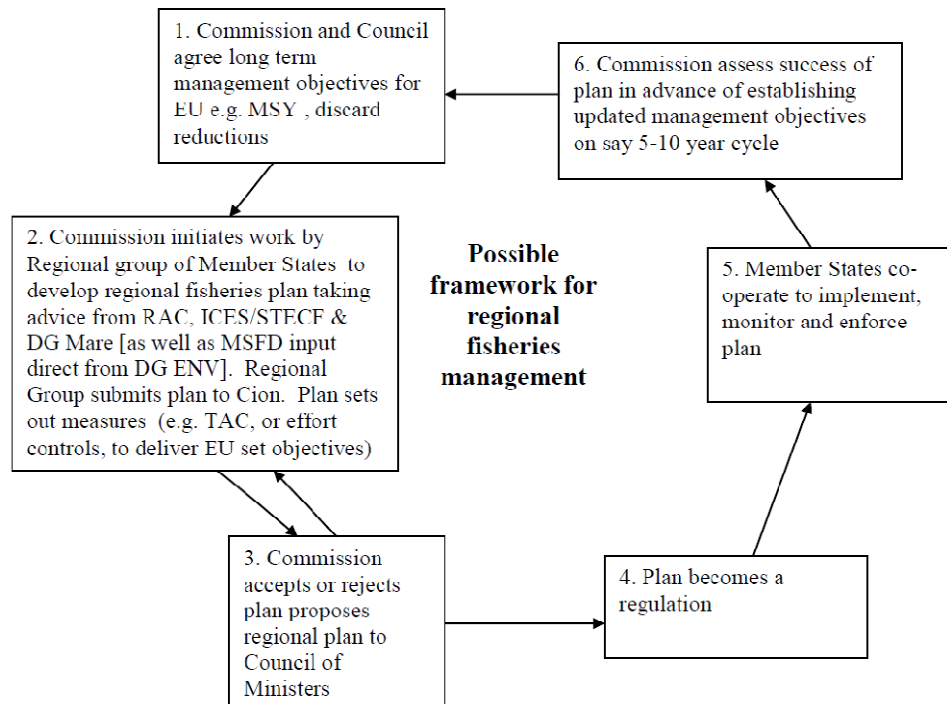 1. Commission and Council
agree long term
management objectives for
EU e.g. MSY , discard
reductions
2. Commission initiates work by
Regional group of Member States to
develop regional fisheries plan taking
advice from RAC, ICES/STECF &
DG Mare [as well as MSFD input
direct from DG ENV]. Regional
Group submits plan to Cion. Plan sets
out measures (e.g. TAC, or effort
controls, to deliver EU set objectives)
3. Commission
accepts or rejects
plan proposes
regional plan to
Council of
Ministers
4. Plan becomes a
regulation
5. Member States co-
operate to implement,
monitor and enforce
plan
6. Commission assess success of
plan in advance of establishing
updated management objectives
on say 5-10 year cycle
Possible
framework for
regional
fisheries
management